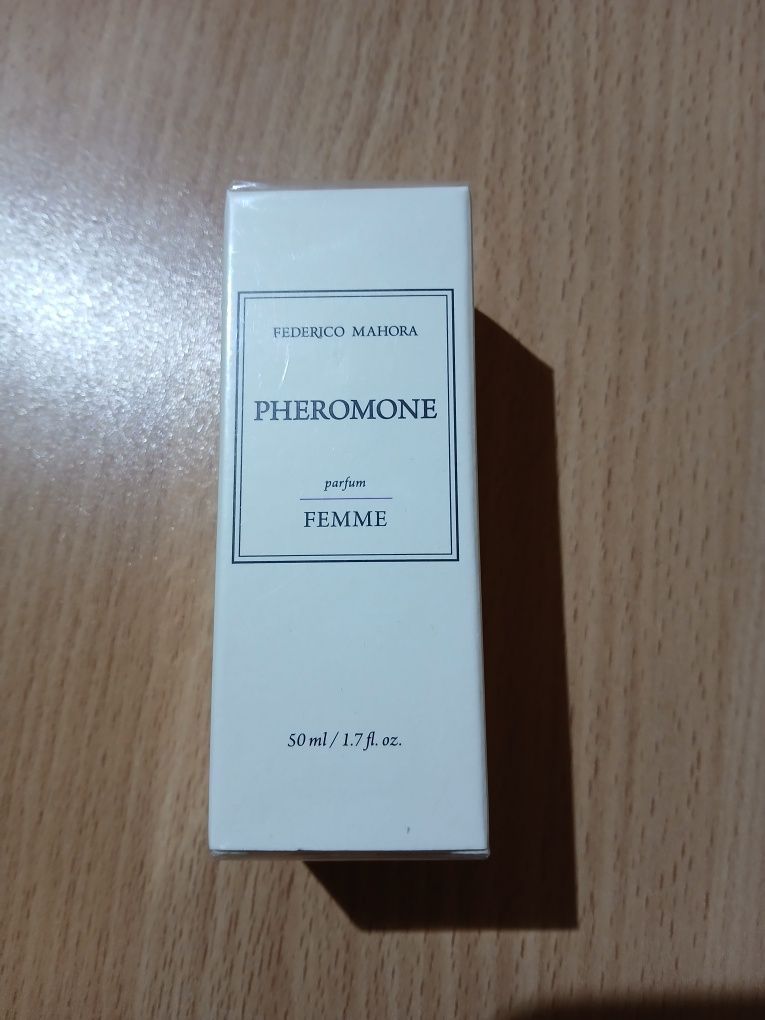 FEDERICO MAHORA
PHEROMONE
parfum
FEMME
50 ml / 1.7 fl. oz.